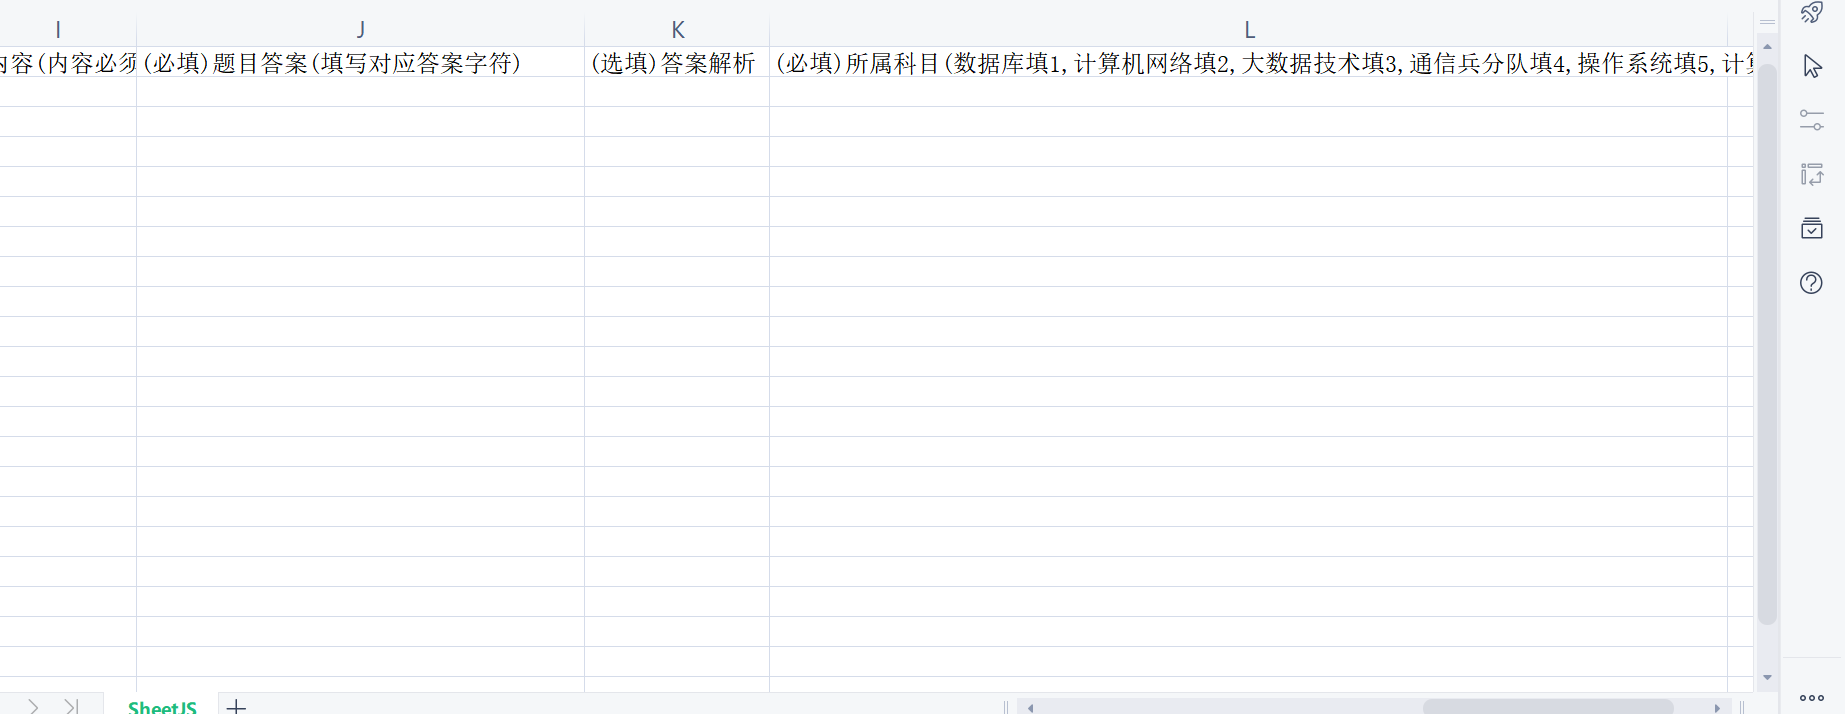 I J K L
内容(内容必须 (必填)题目答案(填写对应答案字符) (选填)答案解析 (必填)所属科目(数据库填1,计算机网络填2,大数据技术填3,通信兵分队填4,操作系统填5,计算
SheetJS